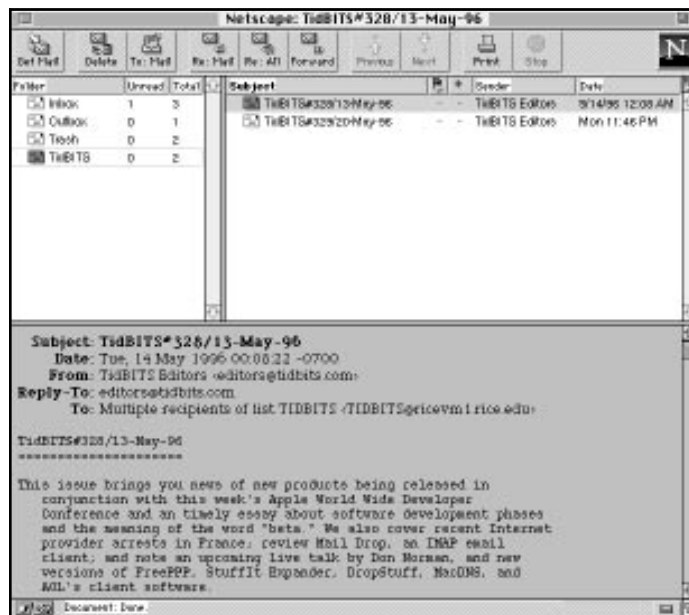 Netscape: TidBITS#328/13-May-96
Get Mail Delete To: Mail Re: Mail Re: All Forward Previous Next Print Stop
N
Folder Unread Total Subject Sender Date
Inbox 1 3 TidBITS#328/13-May-96 - - TidBITS Editors 5/14/96 12:08 AM
Outbox 0 1 TidBITS#329/20-May-96 - - TidBITS Editors Mon 11:46 PM
Trash 0 2
TidBITS 0 2
Subject: TidBITS#328/13-May-96
Date: Tue, 14 May 1996 00:08:22 -0700
From: TidBITS Editors <editors@tidbits.com>
Reply-To: editors@tidbits.com
To: Multiple recipients of list TIDBITS <TIDBITS@ricevm1.rice.edu>
TidBITS#328/13-May-96
=====================
This issue brings you news of new products being released in
conjunction with this week's Apple World Wide Developer
Conference and an timely essay about software development phases
and the meaning of the word "beta." We also cover recent Internet
provider arrests in France; review Mail Drop, an IMAP email
client; and note an upcoming live talk by Don Norman, and new
versions of FreePPP, StuffIt Expander, DropStuff, MacDNS, and
AOL's client software.
Document: Done.